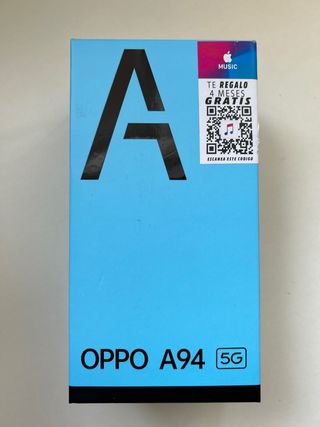 A
MUSIC
TE REGALO
4 MESES
GRATIS
ESCANEA ESTE CODIGO
OPPO A94 5G